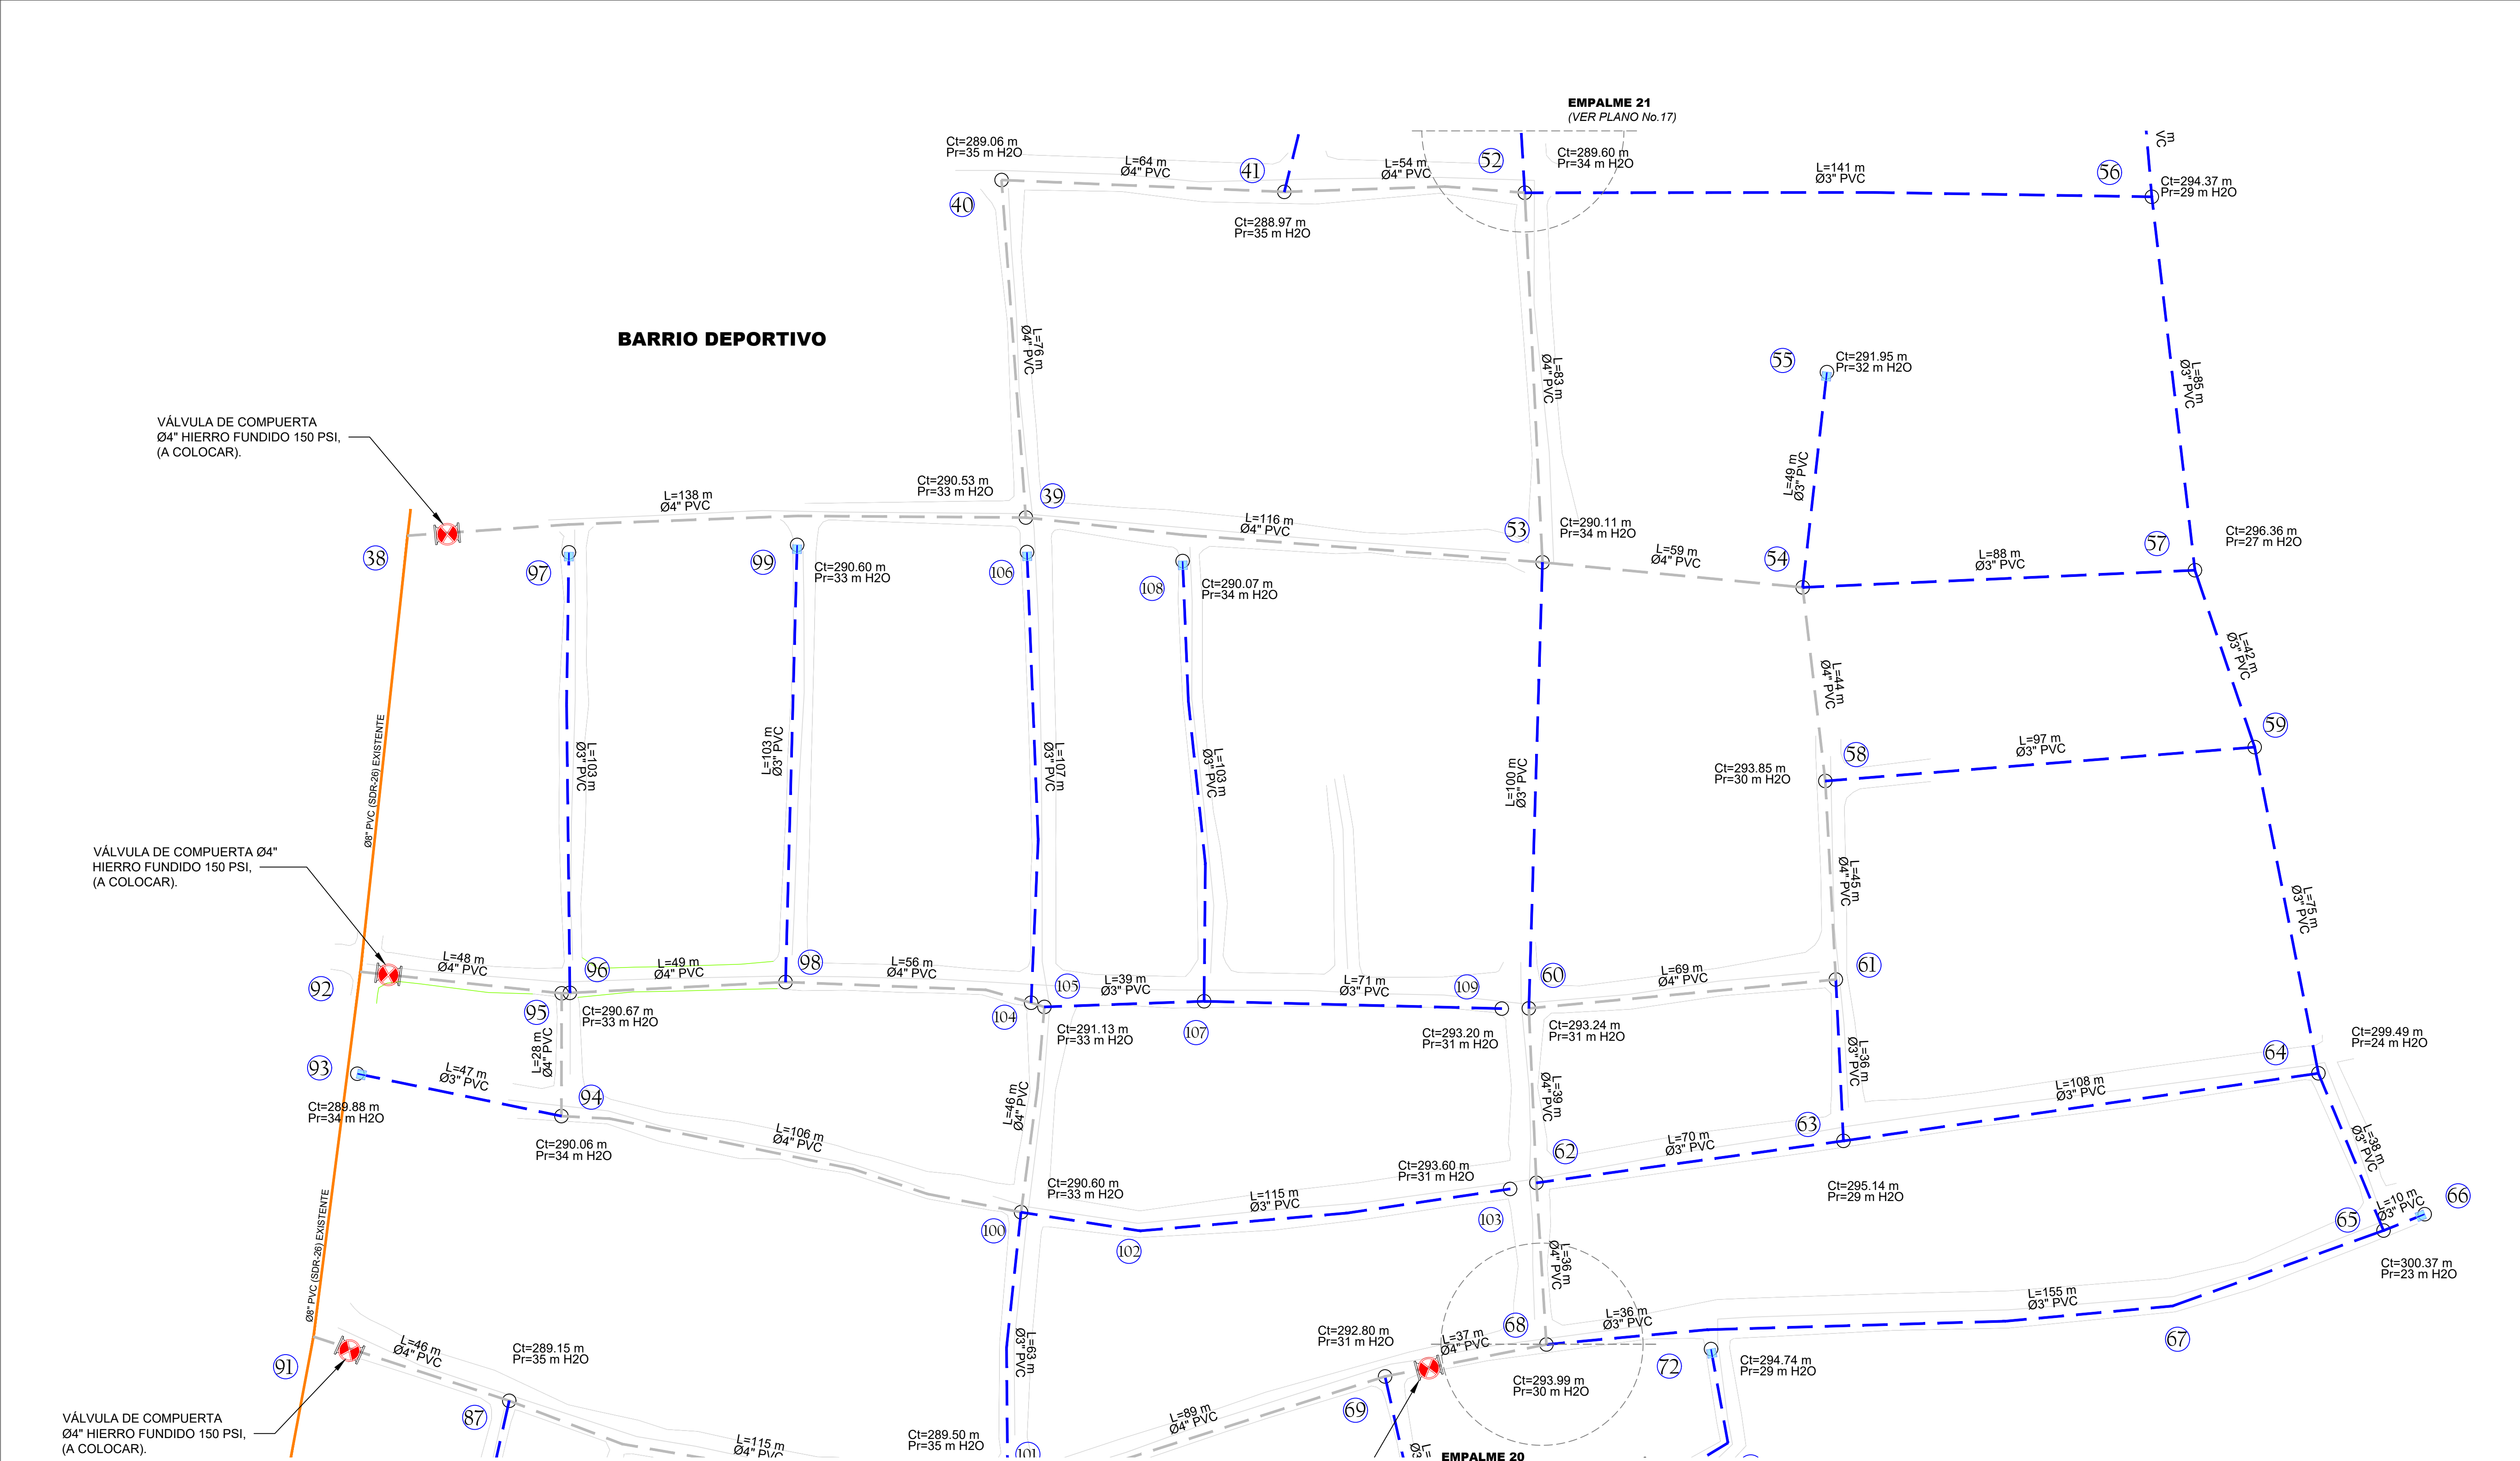 EMPALME 21
(VER PLANO No.17)
Ct=289.06 m
Pr=35 m H2O
L=64 m
Ø4" PVC
41
L=54 m
Ø4" PVC
52
Ct=289.60 m
Pr=34 m H2O
L=141 m
Ø3" PVC
56
m
VC
Ct=294.37 m
Pr=29 m H2O
40
Ct=288.97 m
Pr=35 m H2O
BARRIO DEPORTIVO
L=76 m
Ø4" PVC
L=83 m
Ø4" PVC
55
Ct=291.95 m
Pr=32 m H2O
L=85 m
Ø3" PVC
VÁLVULA DE COMPUERTA
Ø4" HIERRO FUNDIDO 150 PSI,
(A COLOCAR).
L=49 m
Ø3" PVC
L=138 m
Ø4" PVC
Ct=290.53 m
Pr=33 m H2O
39
L=116 m
Ø4" PVC
53
Ct=290.11 m
Pr=34 m H2O
L=59 m
Ø4" PVC
54
L=88 m
Ø3" PVC
57
Ct=296.36 m
Pr=27 m H2O
38
97
99
Ct=290.60 m
Pr=33 m H2O
106
108
Ct=290.07 m
Pr=34 m H2O
L=44 m
Ø4" PVC
L=42 m
Ø3" PVC
Ø8" PVC (SDR-26) EXISTENTE
L=103 m
Ø3" PVC
L=103 m
Ø3" PVC
L=107 m
Ø3" PVC
L=103 m
Ø3" PVC
L=100 m
Ø3" PVC
Ct=293.85 m
Pr=30 m H2O
58
L=97 m
Ø3" PVC
59
VÁLVULA DE COMPUERTA Ø4"
HIERRO FUNDIDO 150 PSI,
(A COLOCAR).
L=45 m
Ø4" PVC
L=75 m
Ø3" PVC
92
L=48 m
Ø4" PVC
96
L=49 m
Ø4" PVC
98
L=56 m
Ø4" PVC
105
L=39 m
Ø3" PVC
L=71 m
Ø3" PVC
109
60
L=69 m
Ø4" PVC
61
95
Ct=290.67 m
Pr=33 m H2O
104
Ct=291.13 m
Pr=33 m H2O
107
Ct=293.20 m
Pr=31 m H2O
Ct=293.24 m
Pr=31 m H2O
Ct=299.49 m
Pr=24 m H2O
93
L=47 m
Ø3" PVC
L=28 m
Ø4" PVC
94
L=46 m
Ø4" PVC
L=39 m
Ø4" PVC
L=36 m
Ø3" PVC
L=108 m
Ø3" PVC
64
Ct=289.88 m
Pr=34 m H2O
Ct=290.06 m
Pr=34 m H2O
L=106 m
Ø4" PVC
62
L=70 m
Ø3" PVC
63
L=38 m
Ø3" PVC
Ct=290.60 m
Pr=33 m H2O
L=115 m
Ø3" PVC
Ct=293.60 m
Pr=31 m H2O
Ct=295.14 m
Pr=29 m H2O
L=10 m
Ø3" PVC
66
100
102
103
65
Ø8" PVC (SDR-26) EXISTENTE
L=36 m
Ø4" PVC
Ct=300.37 m
Pr=23 m H2O
91
L=46 m
Ø4" PVC
Ct=289.15 m
Pr=35 m H2O
L=63 m
Ø3" PVC
Ct=292.80 m
Pr=31 m H2O
L=37 m
Ø4" PVC
68
L=36 m
Ø3" PVC
L=155 m
Ø3" PVC
67
72
Ct=294.74 m
Pr=29 m H2O
Ct=293.99 m
Pr=30 m H2O
VÁLVULA DE COMPUERTA
Ø4" HIERRO FUNDIDO 150 PSI,
(A COLOCAR).
87
L=115 m
Ø4" PVC
Ct=289.50 m
Pr=35 m H2O
101
L=89 m
Ø4" PVC
69
L=
Ø3
EMPALME 20